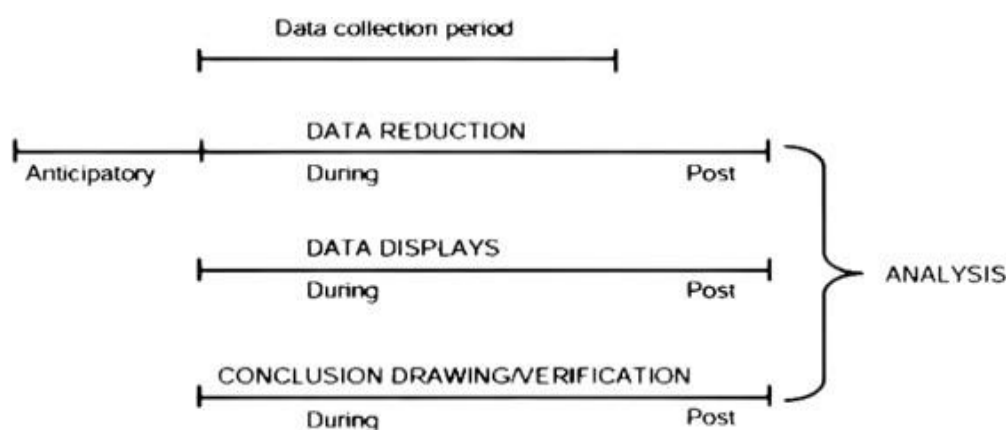 Data collection period
DATA REDUCTION
Anticipatory During Post
DATA DISPLAYS
During Post
ANALYSIS
CONCLUSION DRAWING/VERIFICATION
During Post